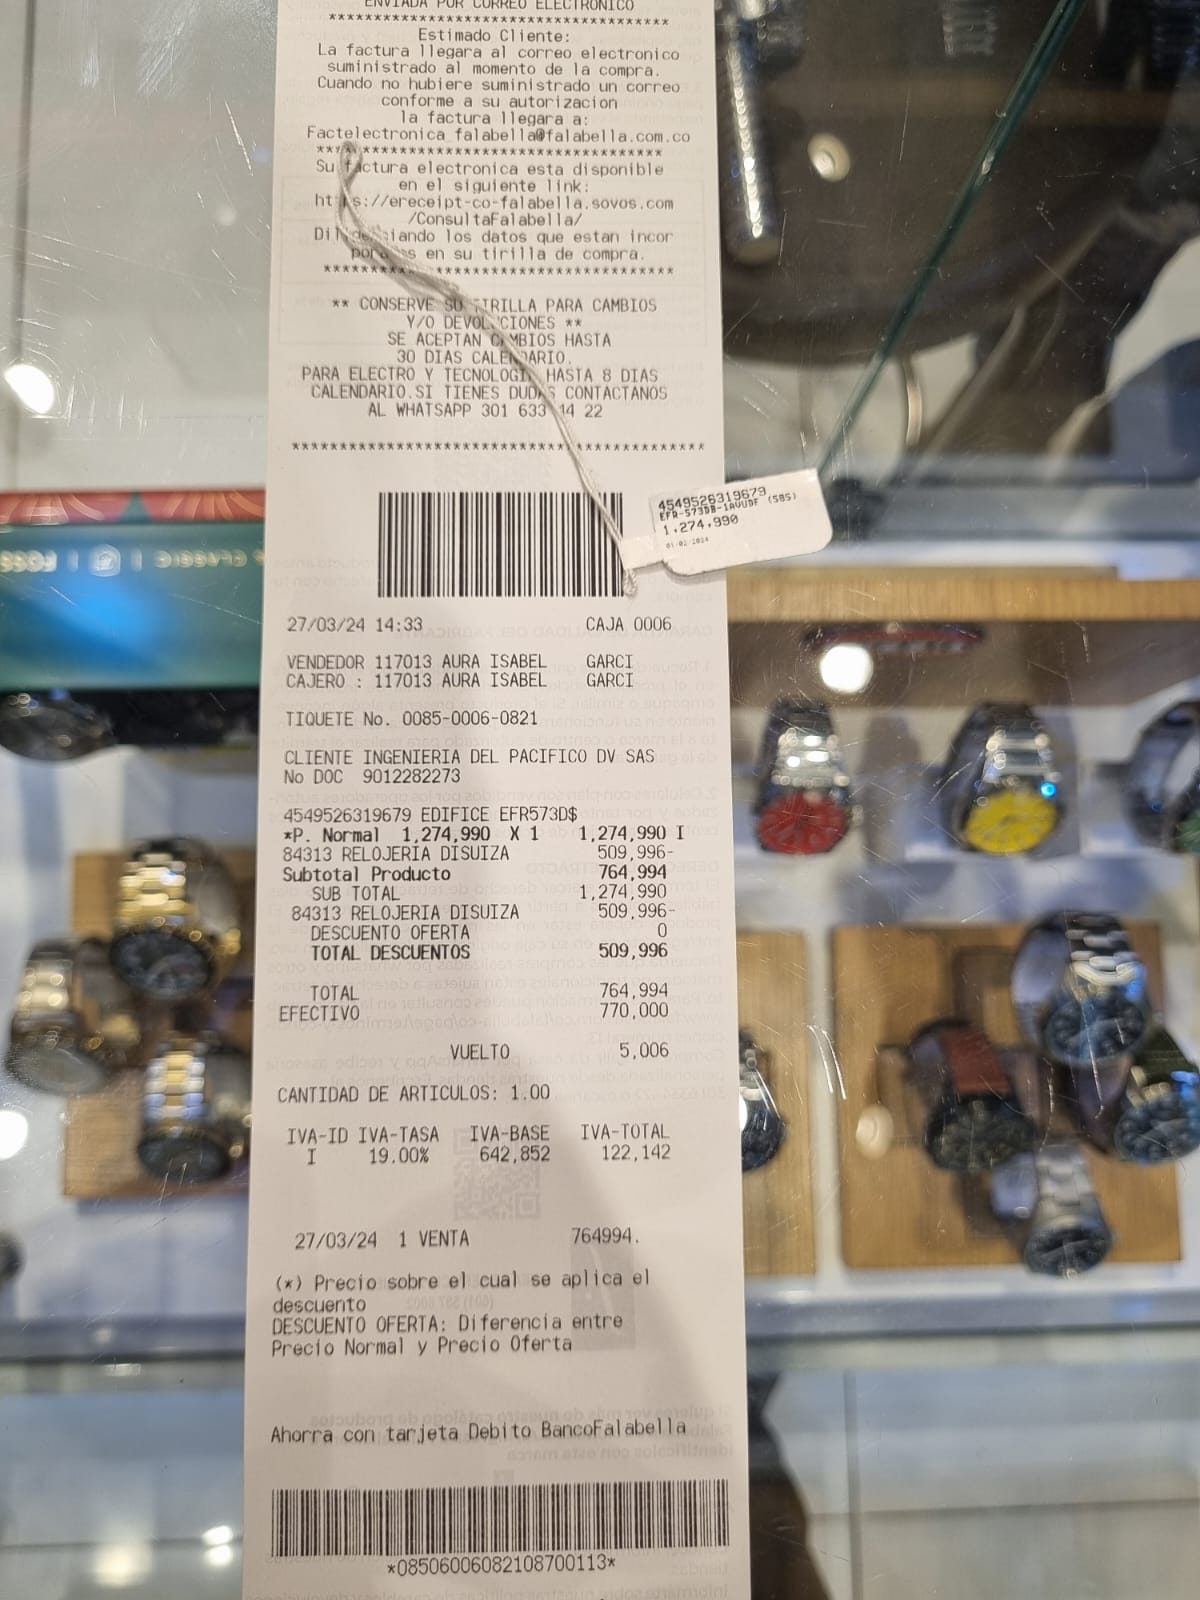 ENVIADA POR CORREO ELECTRONICO
**********************************
Estimado Cliente:
La factura llegara al correo electronico
suministrado al momento de la compra.
Cuando no hubiere suministrado un correo
conforme a su autorizacion
la factura llegara a:
Factelectronica_falabella@falabella.com.co
***********************************
Su factura electronica esta disponible
en el siguiente link:
https://ereceipt-co-falabella.sovos.com
/ConsultaFalabella/
Diligenciando los datos que estan incor
porados en su tirilla de compra.
***********************************
** CONSERVE SU TIRILLA PARA CAMBIOS
Y/O DEVOLUCIONES **
SE ACEPTAN CAMBIOS HASTA
30 DIAS CALENDARIO.
PARA ELECTRO Y TECNOLOGIA HASTA 8 DIAS
CALENDARIO.SI TIENES DUDAS CONTACTANOS
AL WHATSAPP 301 633 44 22
******************************************
4549526319679
EFR-573DB-1AVUDF (585)
1.274.990
01/02/2024
27/03/24 14:33 CAJA 0006
VENDEDOR 117013 AURA ISABEL GARCI
CAJERO : 117013 AURA ISABEL GARCI
TIQUETE No. 0085-0006-0821
CLIENTE INGENIERIA DEL PACIFICO DV SAS
No DOC 9012282273
4549526319679 EDIFICE EFR573D$
*P. Normal 1,274,990 X 1 1,274,990 I
84313 RELOJERIA DISUIZA 509,996-
Subtotal Producto 764,994
SUB TOTAL 1,274,990
84313 RELOJERIA DISUIZA 509,996-
DESCUENTO OFERTA 0
TOTAL DESCUENTOS 509,996
TOTAL 764,994
EFECTIVO 770,000
VUELTO 5,006
CANTIDAD DE ARTICULOS: 1.00
IVA-ID IVA-TASA IVA-BASE IVA-TOTAL
I 19.00% 642,852 122,142
27/03/24 1 VENTA 764994.
(*) Precio sobre el cual se aplica el
descuento
DESCUENTO OFERTA: Diferencia entre
Precio Normal y Precio Oferta
Ahorra con tarjeta Debito BancoFalabella
*08506006082108700113*